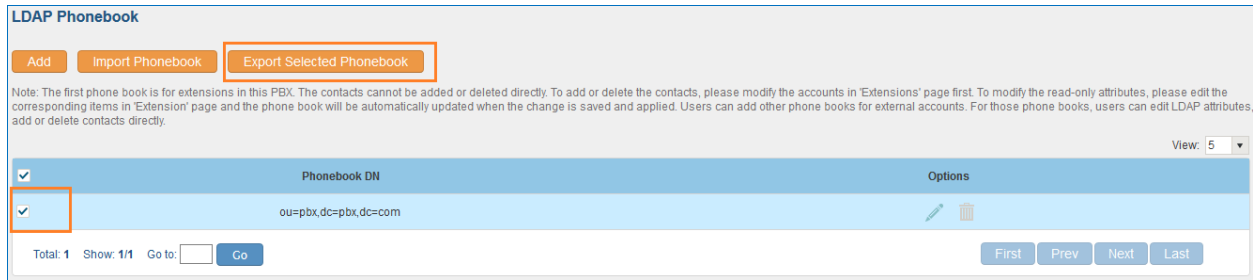 LDAP Phonebook
Add Import Phonebook Export Selected Phonebook
Note: The first phone book is for extensions in this PBX. The contacts cannot be added or deleted directly. To add or delete the contacts, please modify the accounts in 'Extensions' page first. To modify the read-only attributes, please edit the
corresponding items in 'Extension' page and the phone book will be automatically updated when the change is saved and applied. Users can add other phone books for external accounts. For those phone books, users can edit LDAP attributes,
add or delete contacts directly.
View: 5
Phonebook DN Options
ou=pbx,dc=pbx,dc=com
Total: 1 Show: 1/1 Go to: Go First Prev Next Last